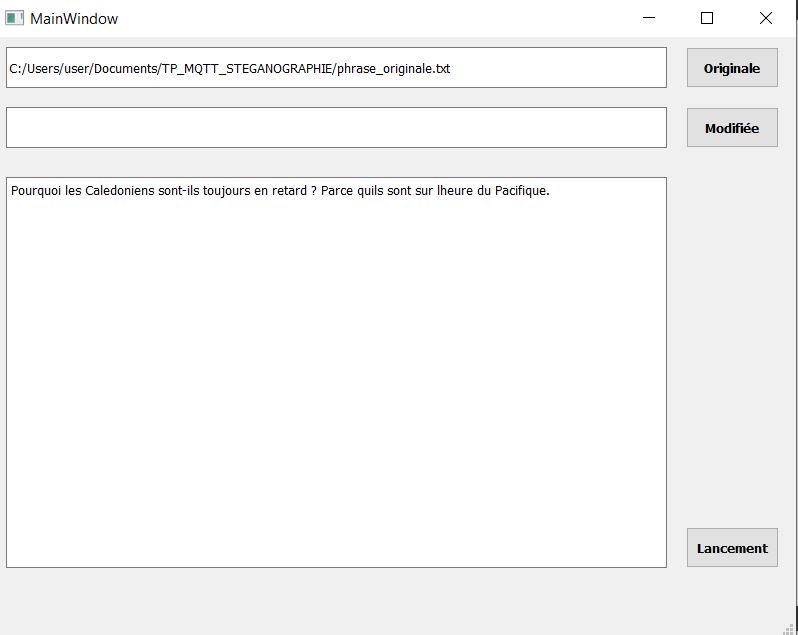 MainWindow
C:/Users/user/Documents/TP_MQTT_STEGANOGRAPHIE/phrase_originale.txt
Originale
Modifiée
Pourquoi les Caledoniens sont-ils toujours en retard ? Parce quils sont sur lheure du Pacifique.
Lancement